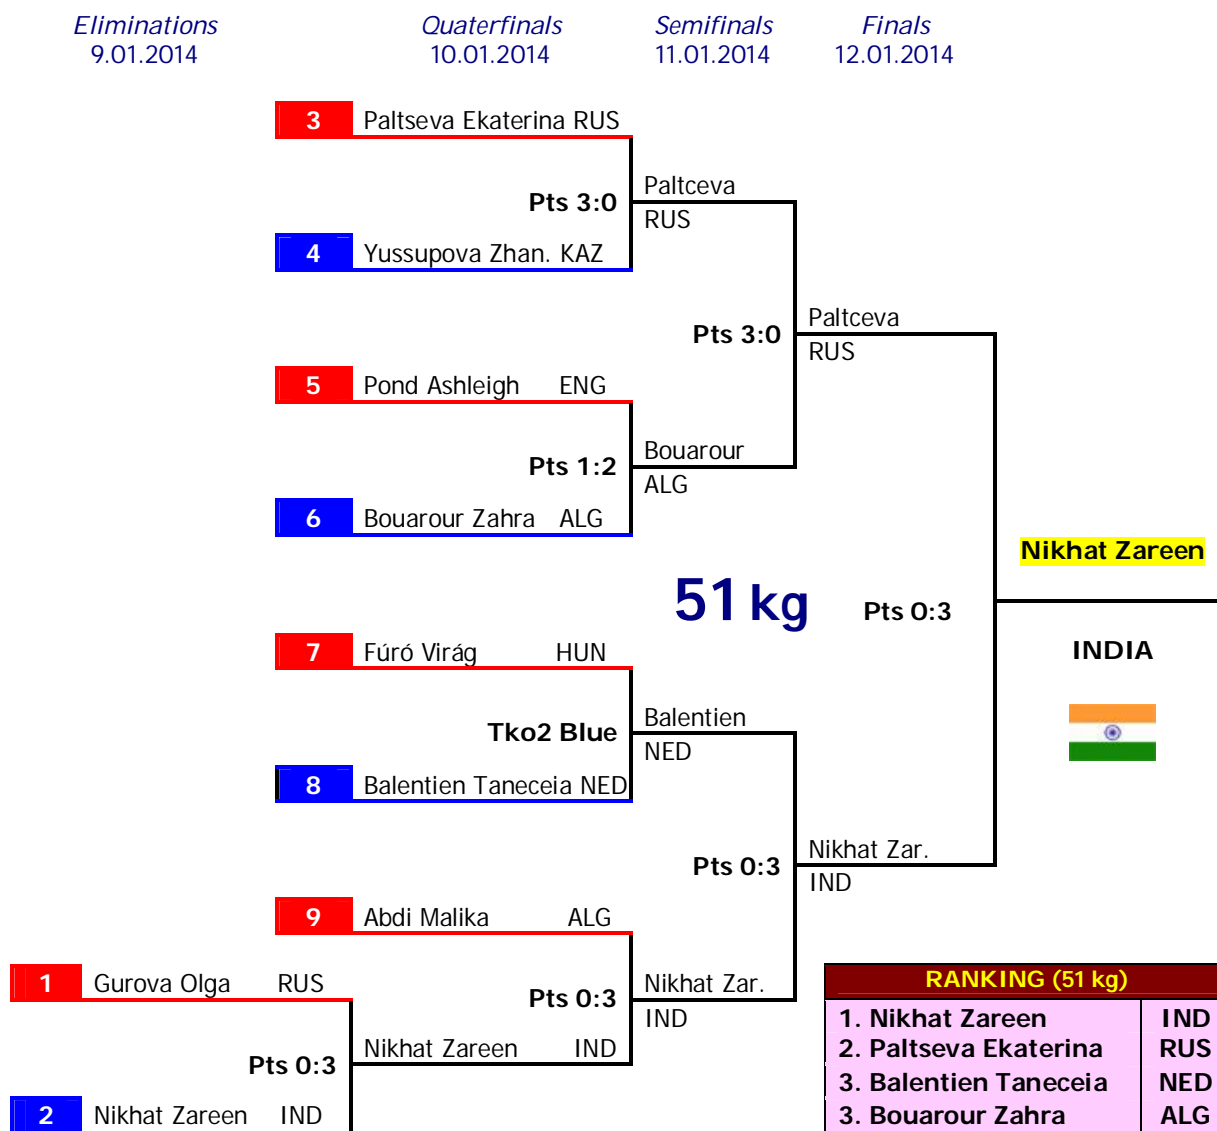 Eliminations Quaterfinals Semifinals Finals
9.01.2014 10.01.2014 11.01.2014 12.01.2014
3 Paltseva Ekaterina RUS
Paltceva
Pts 3:0
RUS
4 Yussupova Zhan. KAZ
Paltceva
Pts 3:0
RUS
5 Pond Ashleigh ENG
Bouarour
Pts 1:2
ALG
6 Bouarour Zahra ALG
Nikhat Zareen
51 kg Pts 0:3
7 Fúró Virág HUN
INDIA
Balentien
Tko2 Blue
NED
8 Balentien Taneceia NED
Nikhat Zar.
Pts 0:3
IND
9 Abdi Malika ALG
1 Gurova Olga RUS
Nikhat Zar.
Pts 0:3
IND
Nikhat Zareen IND
Pts 0:3
2 Nikhat Zareen IND
RANKING (51 kg)
1. Nikhat Zareen IND
2. Paltseva Ekaterina RUS
3. Balentien Taneceia NED
3. Bouarour Zahra ALG